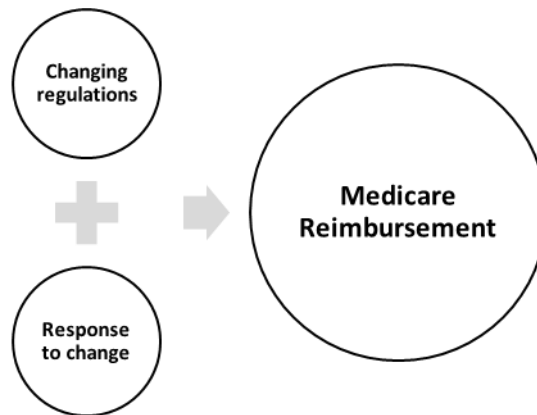 Changing
regulations
Response
to change
Medicare
Reimbursement